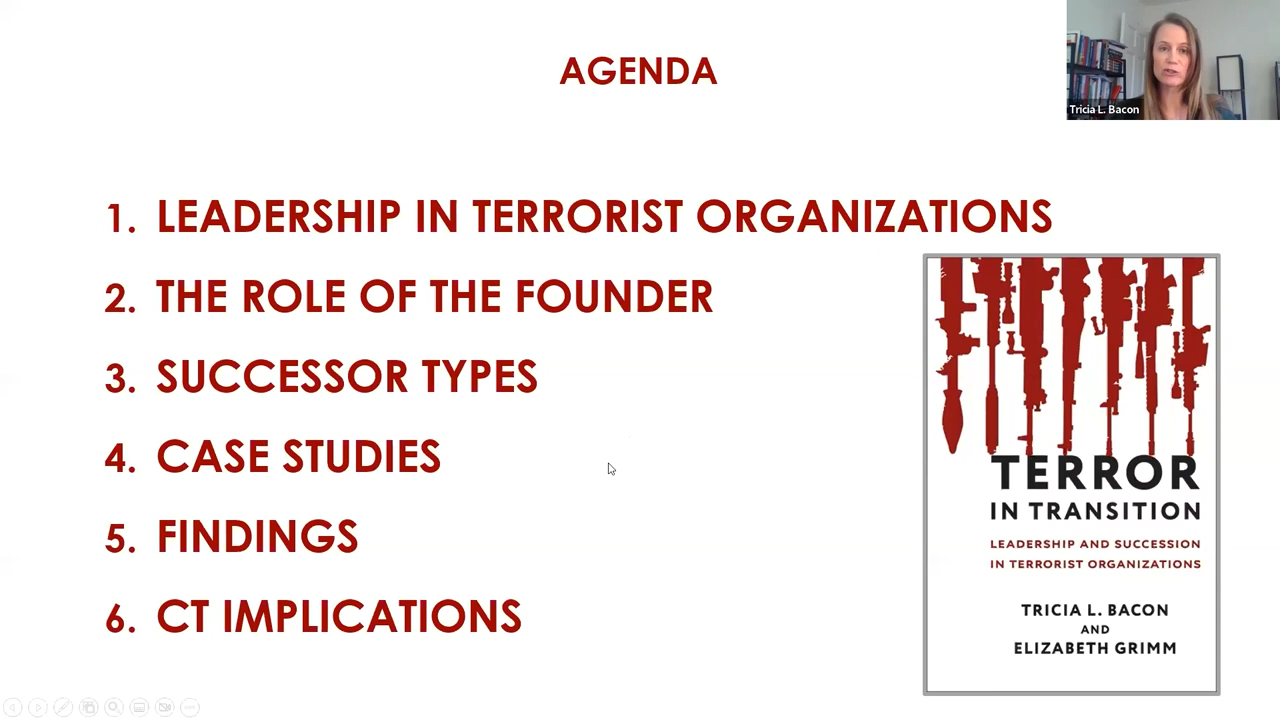 AGENDA
Tricia L. Bacon
1. LEADERSHIP IN TERRORIST ORGANIZATIONS
2. THE ROLE OF THE FOUNDER
3. SUCCESSOR TYPES
4. CASE STUDIES
5. FINDINGS
6. CT IMPLICATIONS
TERROR
IN TRANSITION
LEADERSHIP AND SUCCESSION
IN TERRORIST ORGANIZATIONS
TRICIA L. BACON
AND
ELIZABETH GRIMM